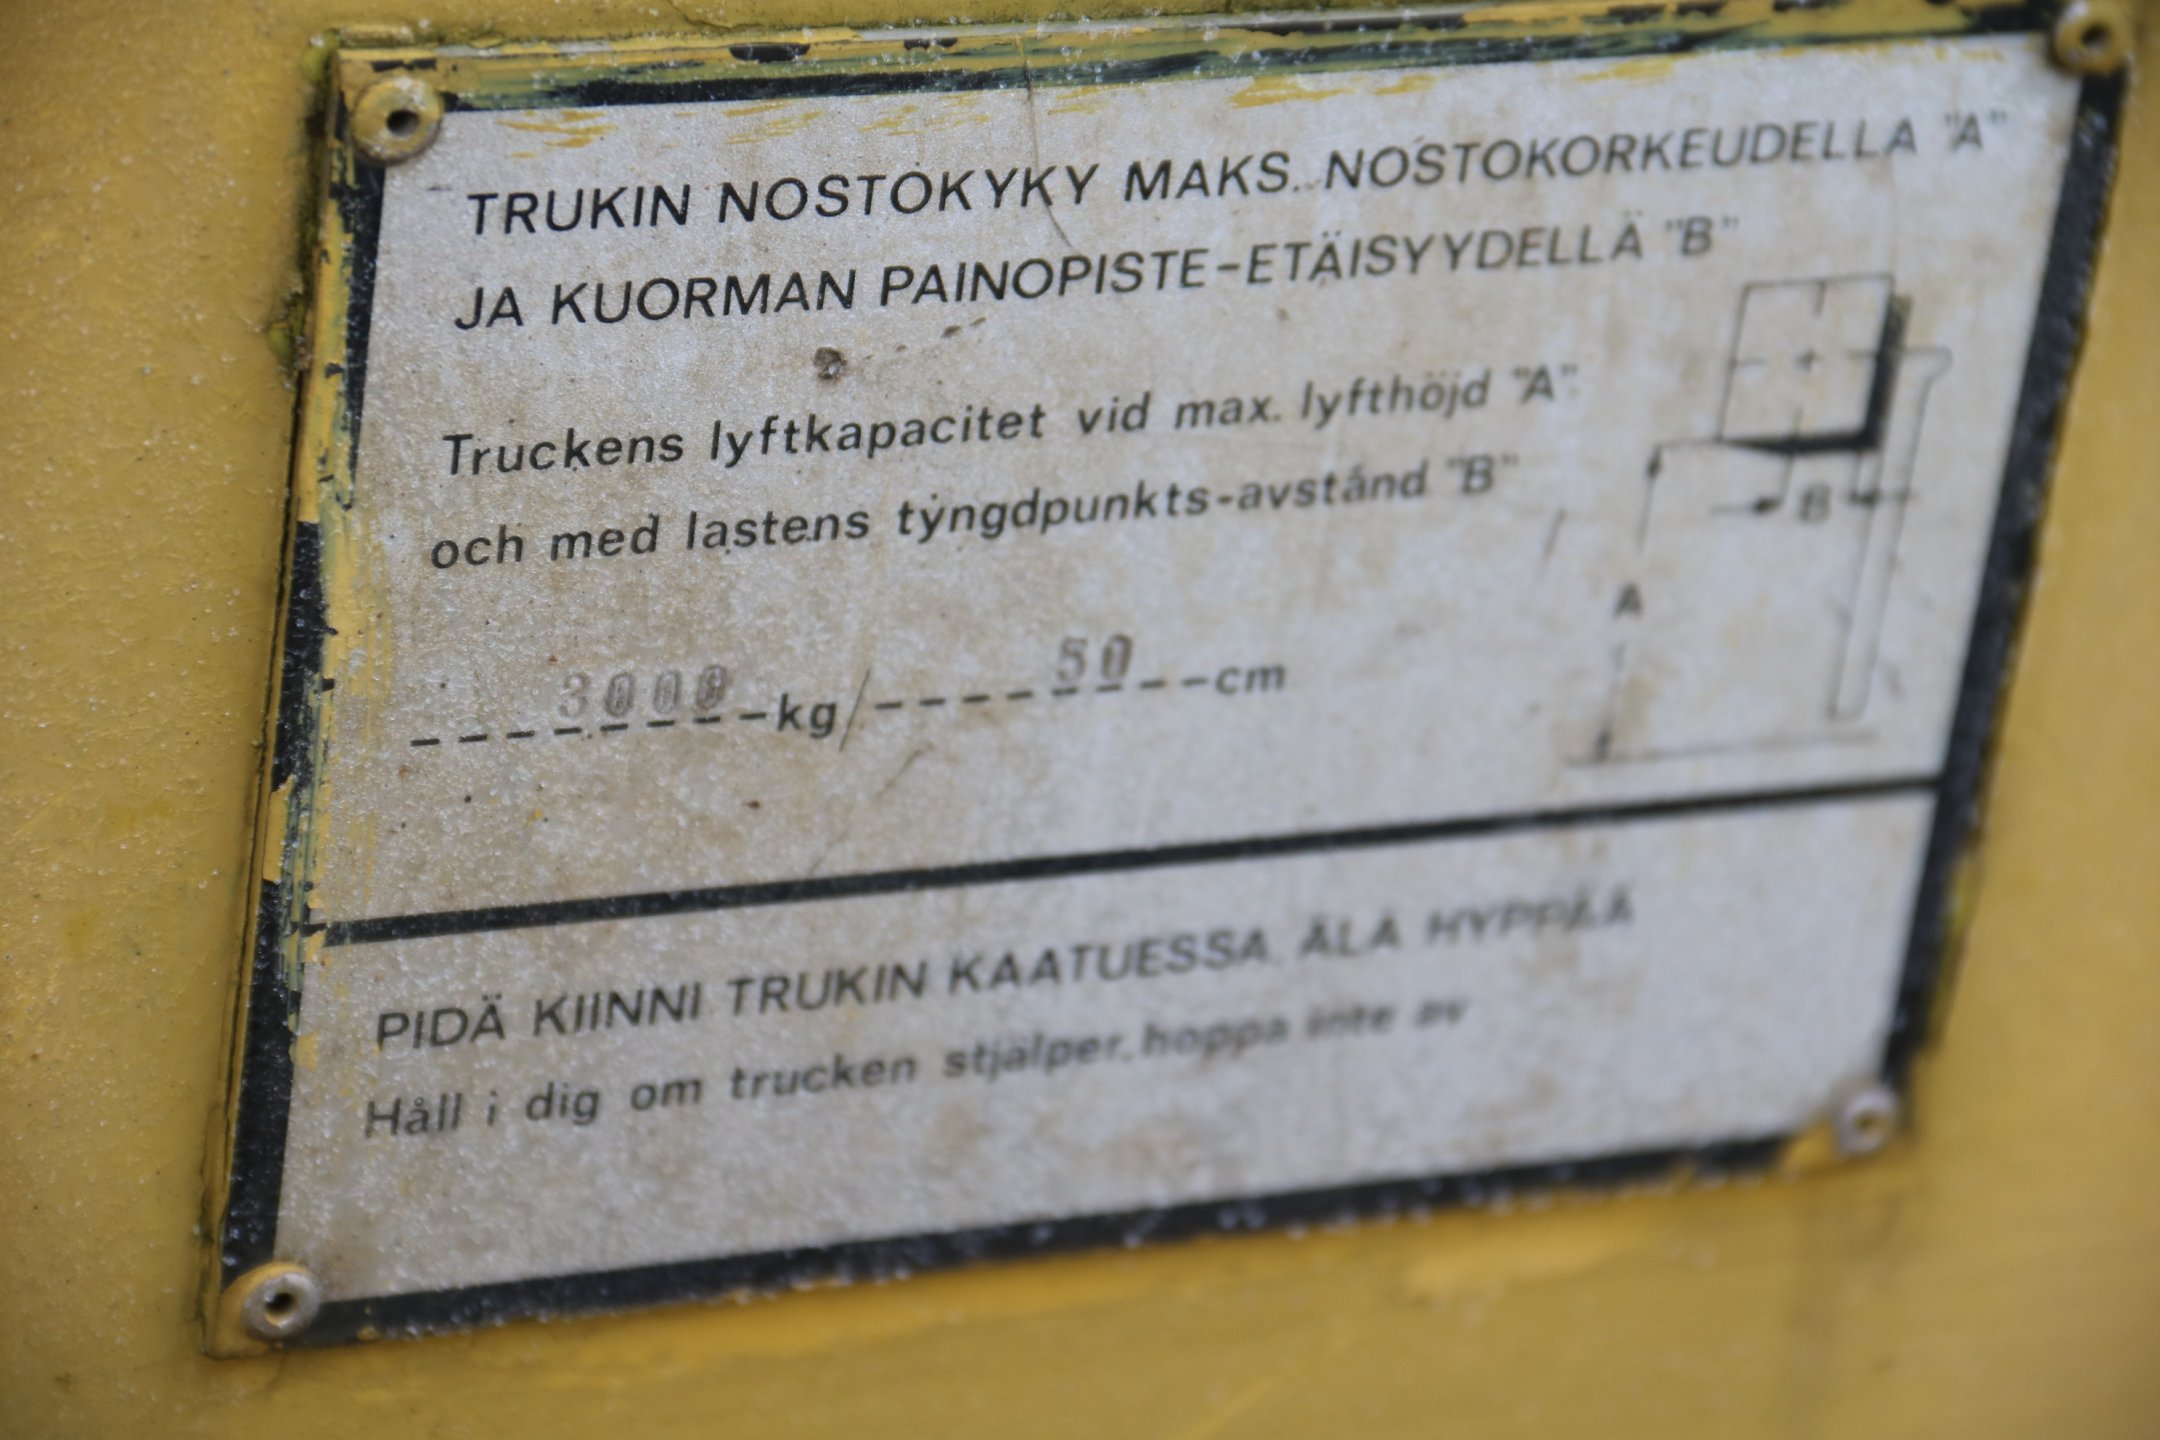 TRUKIN NOSTOKYKY MAKS. NOSTOKORKEUDELLA "A"
JA KUORMAN PAINOPISTE-ETÄISYYDELLÄ "B"
Truckens lyftkapacitet vid max. lyfthöjd "A"
och med lastens tyngdpunkts-avstånd "B"
B
A
3000 kg/ 50 cm
PIDÄ KIINNI TRUKIN KAATUESSA ÄLÄ HYPPÄÄ
Håll i dig om trucken stjälper, hoppa inte av